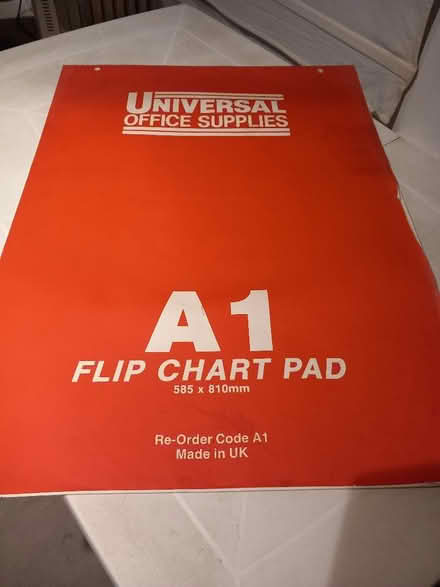 UNIVERSAL
OFFICE SUPPLIES
A1
FLIP CHART PAD
585 x 810mm
Re-Order Code A1
Made in UK